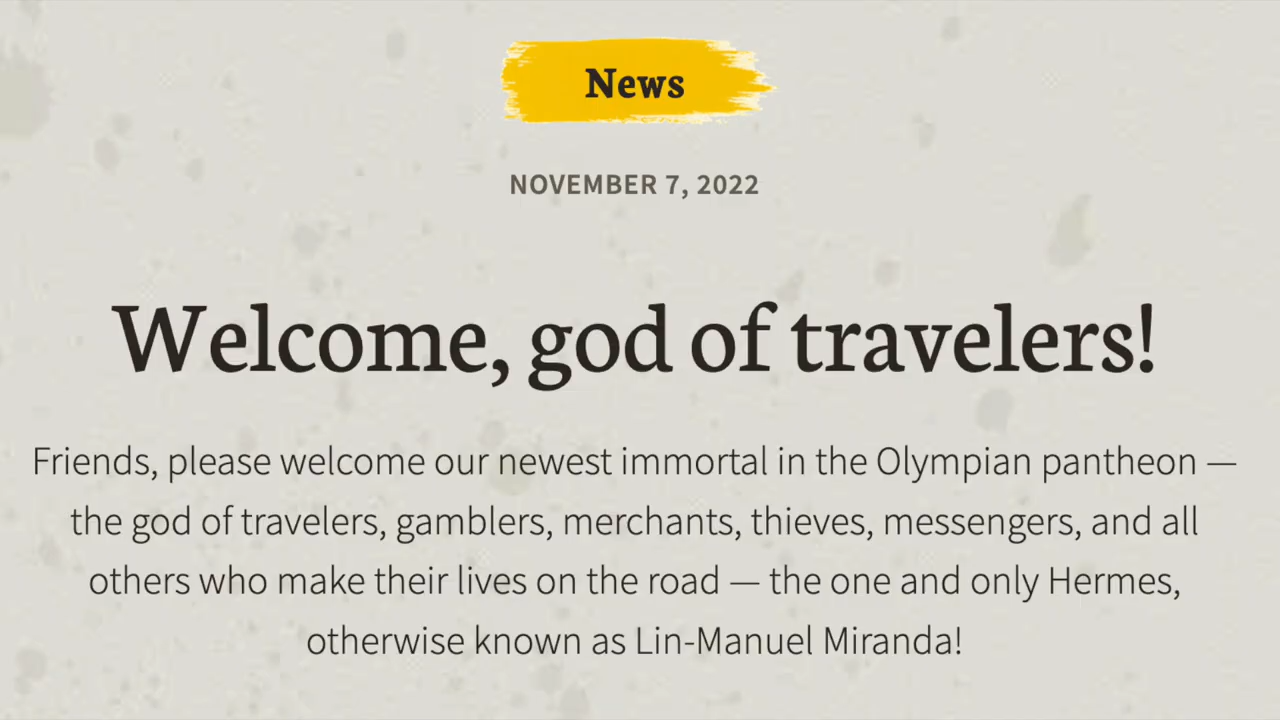 News
NOVEMBER 7, 2022
Welcome, god of travelers!
Friends, please welcome our newest immortal in the Olympian pantheon —
the god of travelers, gamblers, merchants, thieves, messengers, and all
others who make their lives on the road — the one and only Hermes,
otherwise known as Lin-Manuel Miranda!